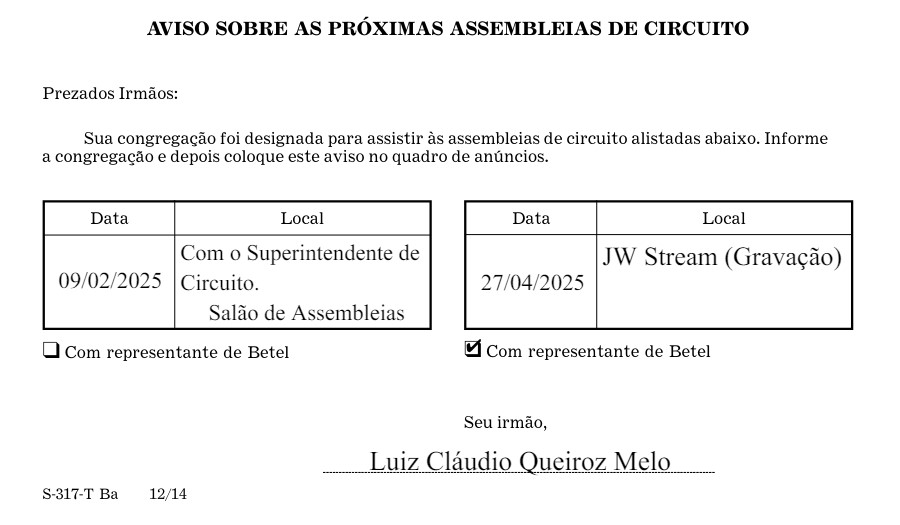 AVISO SOBRE AS PRÓXIMAS ASSEMBLEIAS DE CIRCUITO
Prezados Irmãos:
Sua congregação foi designada para assistir às assembleias de circuito alistadas abaixo. Informe
a congregação e depois coloque este aviso no quadro de anúncios.
Data Local
09/02/2025 Com o Superintendente de
Circuito.
Salão de Assembleias
Com representante de Betel
Data Local
27/04/2025 JW Stream (Gravação)
Com representante de Betel
Seu irmão,
Luiz Cláudio Queiroz Melo
S-317-T Ba 12/14